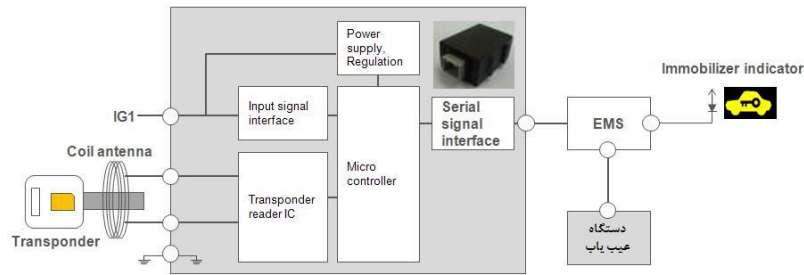 Power
supply,
Regulation
Immobilizer indicator
IG1
Input signal
interface
Serial
signal
interface
EMS
Coil antenna
Micro
controller
Transponder
reader IC
Transponder
دستگاه
عیب یاب